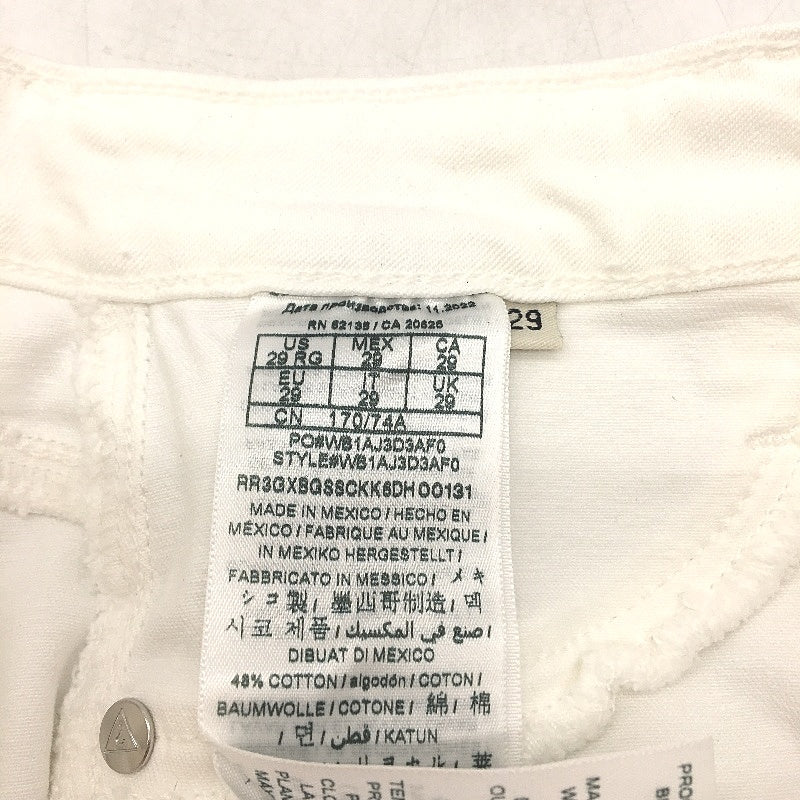 Дата производства: 11.2022
RN 62136 / CA 20626
US MEX CA
29 RG 29 29
EU IT UK
29 29 29
CN 170/74A
29
PO#WB1AJ3D3AF0
STYLE#WB1AJ3D3AF0
RR3GXBGS8CKK6DH00131
MADE IN MEXICO / HECHO EN
MÉXICO / FABRIQUE AU MEXIQUE /
IN MEXIKO HERGESTELLT /
FABBRICATO IN MESSICO / メキ
シコ製 / 墨西哥制造 / 멕
시코 제품 / صنع في المكسيك /
DIBUAT DI MEXICO
48% COTTON / algodón / COTON /
BAUMWOLLE / COTONE / 綿 / 棉
/ 면 / قطن / KATUN